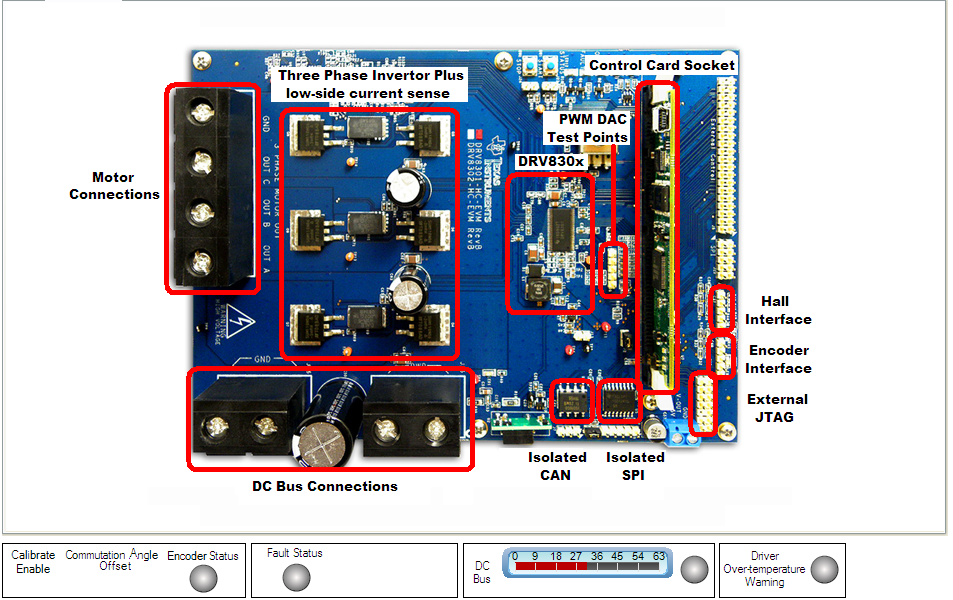 Three Phase Invertor Plus
low-side current sense
Control Card Socket
PWM DAC
Test Points
DRV830x
Motor
Connections
GND
3 PHASE MOTOR OUT
OUT C
OUT B
OUT A
TEXAS
INSTRUMENTS
DRV8301-HC-EVM RevB
DRV8302-HC-EVM RevB
Hall
Interface
Encoder
Interface
External
JTAG
GND
Isolated
CAN
Isolated
SPI
DC Bus Connections
Calibrate
Enable
Commutation Angle
Offset
Encoder Status
Fault Status
DC
Bus
0 9 18 27 36 45 54 63
Driver
Over-temperature
Warning